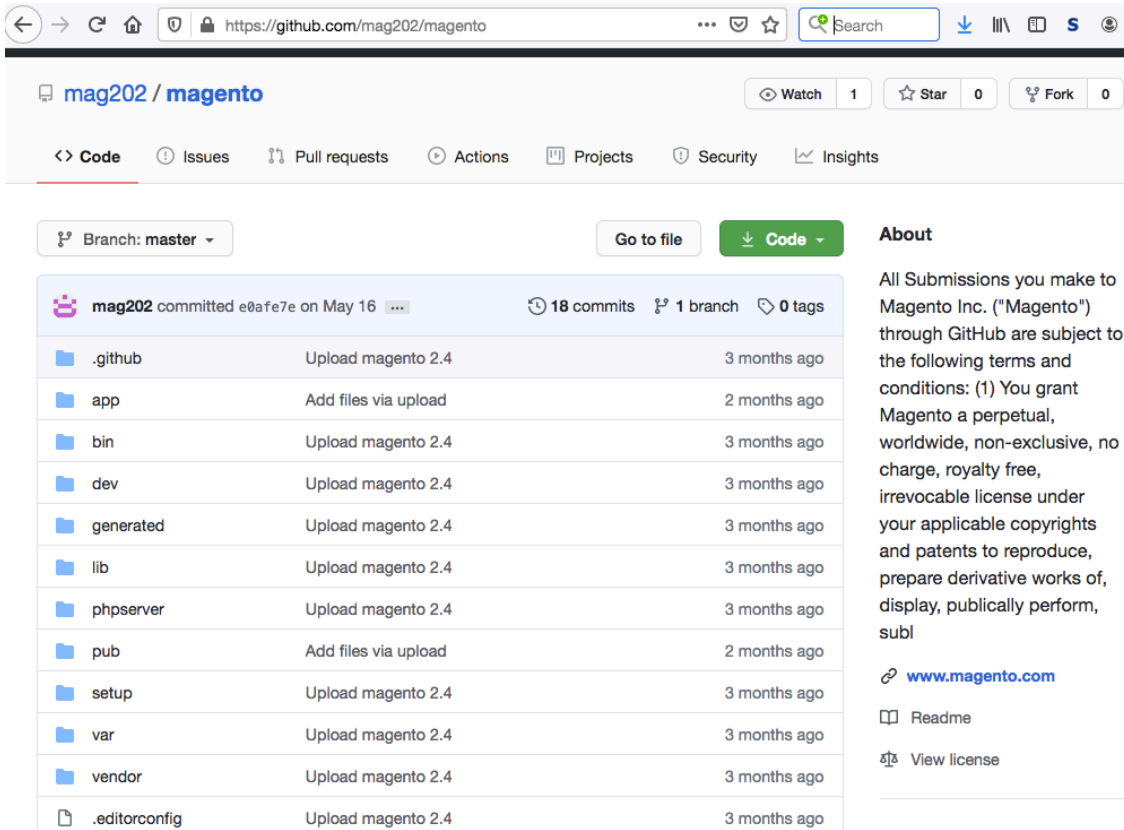 https://github.com/mag202/magento
Search
S
mag202 / magento
Watch 1
Star 0
Fork 0
<> Code
Issues
Pull requests
Actions
Projects
Security
Insights
Branch: master
Go to file
Code
mag202 committed e0afe7e on May 16 ...
18 commits
1 branch
0 tags
.github Upload magento 2.4 3 months ago
app Add files via upload 2 months ago
bin Upload magento 2.4 3 months ago
dev Upload magento 2.4 3 months ago
generated Upload magento 2.4 3 months ago
lib Upload magento 2.4 3 months ago
phpserver Upload magento 2.4 3 months ago
pub Add files via upload 2 months ago
setup Upload magento 2.4 3 months ago
var Upload magento 2.4 3 months ago
vendor Upload magento 2.4 3 months ago
.editorconfig Upload magento 2.4 3 months ago
About
All Submissions you make to
Magento Inc. ("Magento")
through GitHub are subject to
the following terms and
conditions: (1) You grant
Magento a perpetual,
worldwide, non-exclusive, no
charge, royalty free,
irrevocable license under
your applicable copyrights
and patents to reproduce,
prepare derivative works of,
display, publically perform,
subl
www.magento.com
Readme
View license